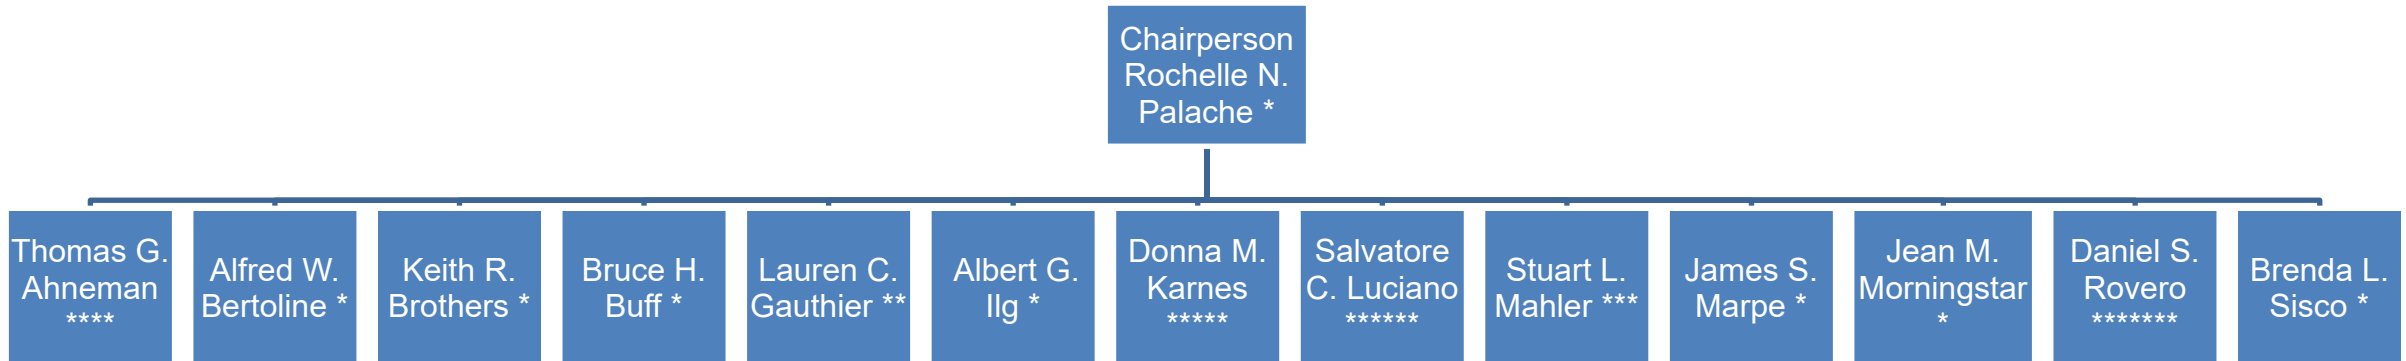 Chairperson
Rochelle N.
Palache *
Thomas G.
Ahneman
****
Alfred W.
Bertoline *
Keith R.
Brothers *
Bruce H.
Buff *
Lauren C.
Gauthier **
Albert G.
Ilg *
Donna M.
Karnes
*****
Salvatore
C. Luciano
******
Stuart L.
Mahler ***
James S.
Marpe *
Jean M.
Morningstar
*
Daniel S.
Rovero
*******
Brenda L.
Sisco *